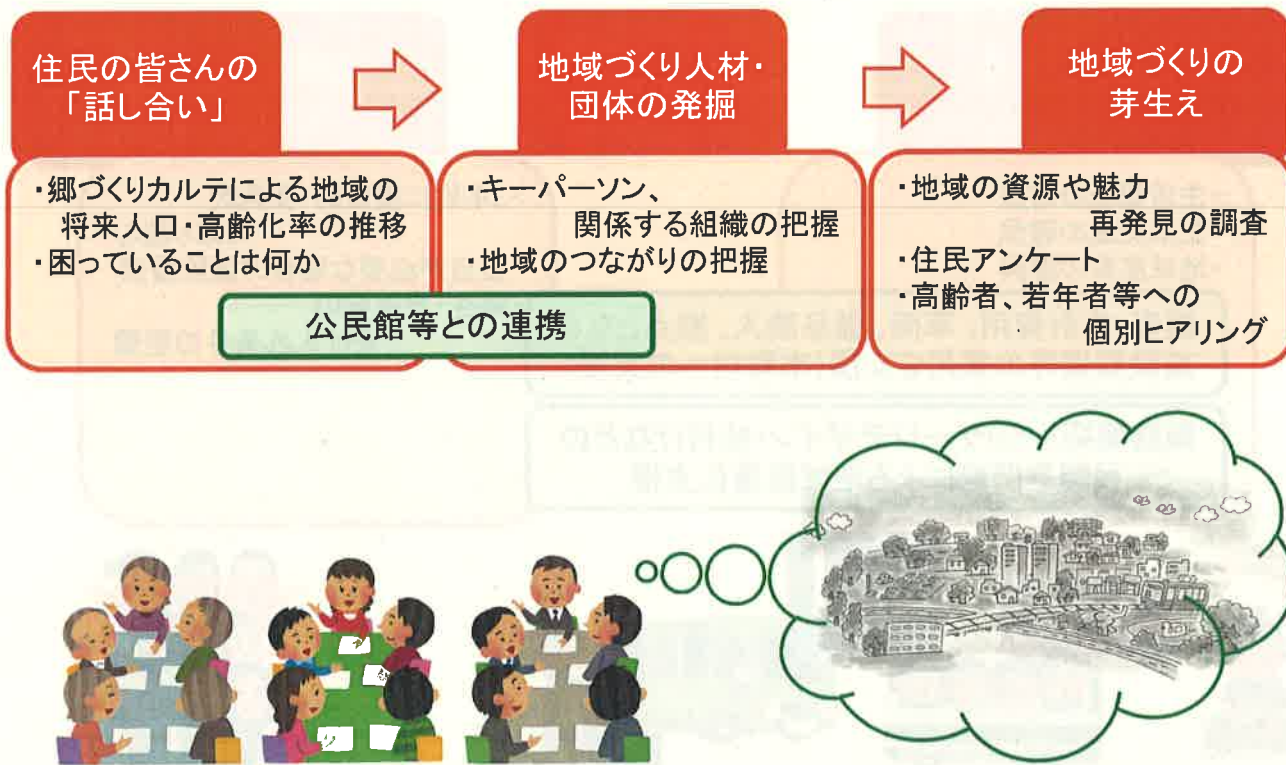 住民の皆さんの
「話し合い」
・郷づくりカルテによる地域の
将来人口・高齢化率の推移
・困っていることは何か
地域づくり人材・
団体の発掘
・キーパーソン、
関係する組織の把握
・地域のつながりの把握
公民館等との連携
地域づくりの
芽生え
・地域の資源や魅力
再発見の調査
・住民アンケート
・高齢者、若年者等への
個別ヒアリング